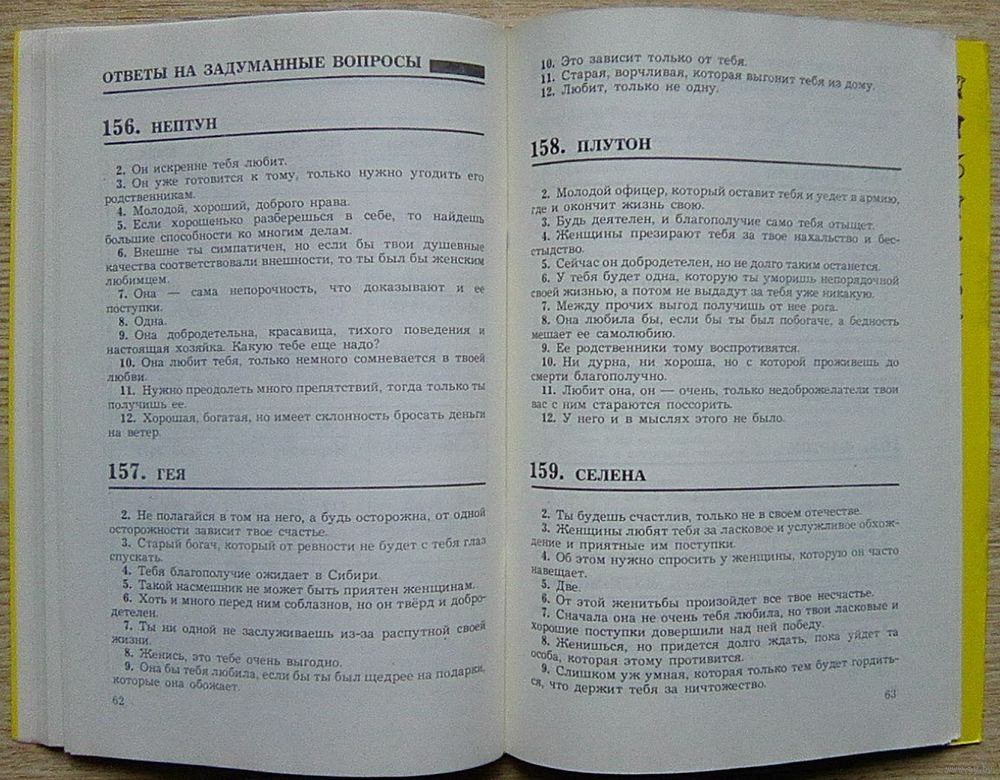 ОТВЕТЫ НА ЗАДУМАННЫЕ ВОПРОСЫ
156. НЕПТУН
2. Он искренне тебя любит.
3. Он уже готовится к тому, только нужно угодить его
родственникам.
4. Молодой, хороший, доброго нрава.
5. Если хорошенько разберешься в себе, то найдешь
большие способности ко многим делам.
6. Внешне ты симпатичен, но если бы твои душевные
качества соответствовали внешности, то ты был бы женским
любимцем.
7. Она — сама непорочность, что доказывают и ее
поступки.
8. Одна.
9. Она добродетельна, красавица, тихого поведения и
настоящая хозяйка. Какую тебе еще надо?
10. Она любит тебя, только немного сомневается в твоей
любви.
11. Нужно преодолеть много препятствий, тогда только ты
получишь ее.
12. Хорошая, богатая, но имеет склонность бросать деньги
на ветер.
157. ГЕЯ
2. Не полагайся в том на него, а будь осторожна, от одной
осторожности зависит твое счастье.
3. Старый богач, который от ревности не будет с тебя глаз
спускать.
4. Тебя благополучие ожидает в Сибири.
5. Такой насмешник не может быть приятен женщинам.
6. Хоть и много перед ним соблазнов, но он твёрд и добро-
детелен.
7. Ты ни одной не заслуживаешь из-за распутной своей
жизни.
8. Женись, это тебе очень выгодно.
9. Она бы тебя любила, если бы ты был щедрее на подарки,
которые она обожает.
62
10. Это зависит только от тебя.
11. Старая, ворчливая, которая выгонит тебя из дому.
12. Любит, только не одну.
158. ПЛУТОН
2. Молодой офицер, который оставит тебя и уедет в армию,
где и окончит жизнь свою.
3. Будь деятелен, и благополучие само тебя отыщет.
4. Женщины презирают тебя за твое нахальство и бес-
стыдство.
5. Сейчас он добродетелен, но не долго таким останется.
6. У тебя будет одна, которую ты уморишь непорядочной
своей жизнью, а потом не выдадут за тебя уже никакую.
7. Между прочих выгод получишь от нее рога.
8. Она любила бы, если бы ты был побогаче, а бедность
мешает ее самолюбию.
9. Ее родственники тому воспротивятся.
10. Ни дурна, ни хороша, но с которой проживешь до
смерти благополучно.
11. Любит она, он — очень, только недоброжелатели твои
вас с ним стараются поссорить.
12. У него и в мыслях этого не было.
159. СЕЛЕНА
2. Ты будешь счастлив, только не в своем отечестве.
3. Женщины любят тебя за ласковое и услужливое обхож-
дение и приятные им поступки.
4. Об этом нужно спросить у женщины, которую он часто
навещает.
5. Две.
6. От этой женитьбы произойдет все твое несчастье.
7. Сначала она не очень тебя любила, но твои ласковые и
хорошие поступки довершили над ней победу.
8. Женишься, но придется долго ждать, пока уйдет та
особа, которая этому противится.
9. Слишком уж умная, которая только тем будет гордить-
ся, что держит тебя за ничтожество.
63